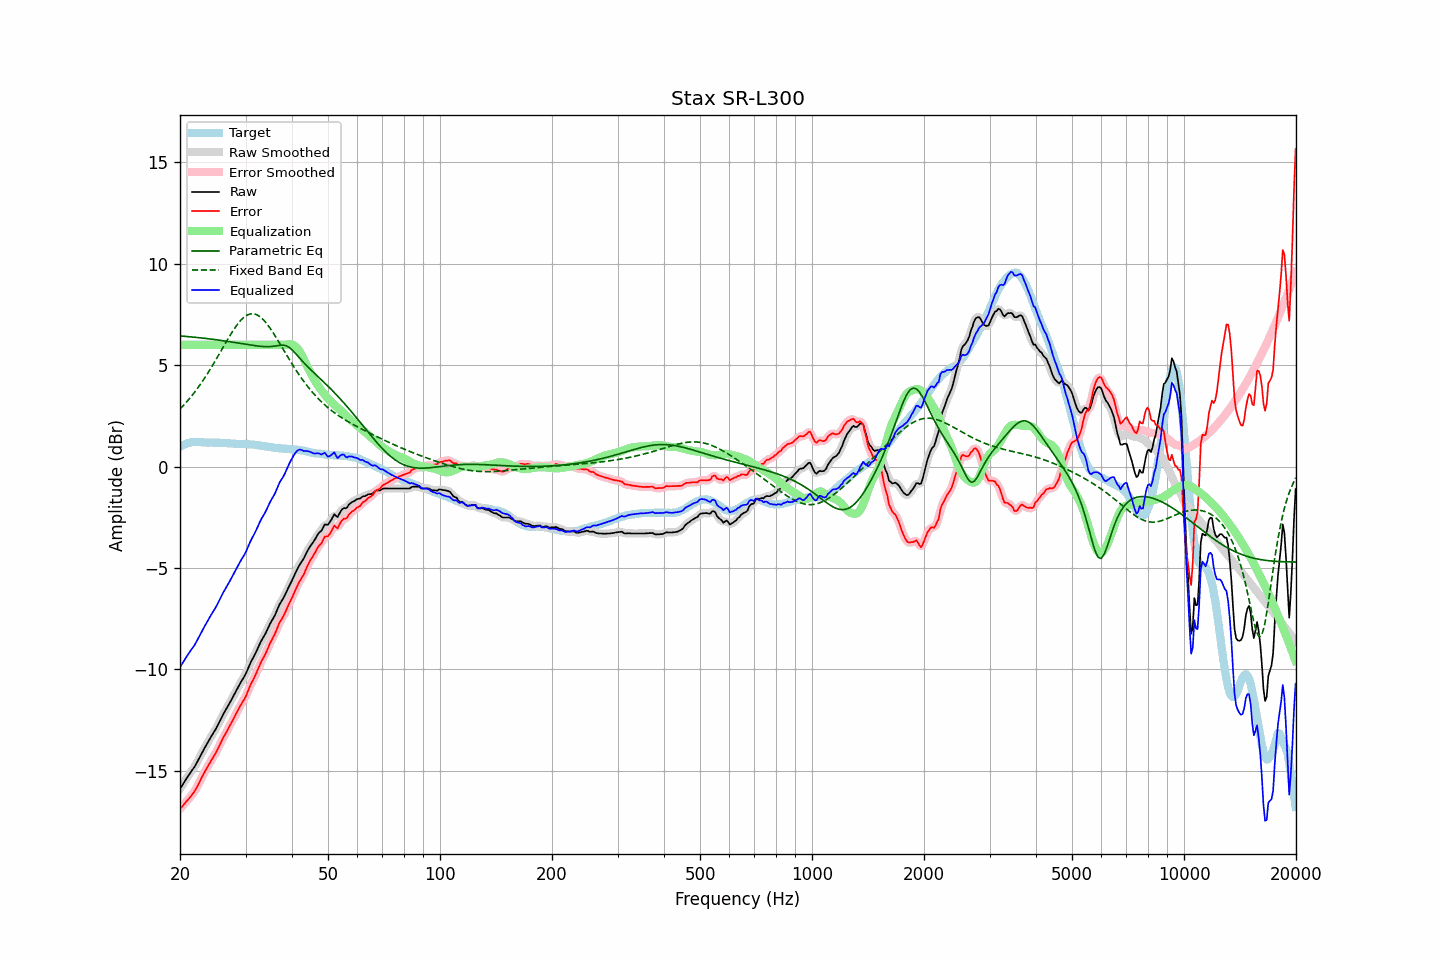 Stax SR-L300
Target
Raw Smoothed
Error Smoothed
Raw
Error
Equalization
Parametric Eq
Fixed Band Eq
Equalized
Amplitude (dBr)
15
10
5
0
−5
−10
−15
20
50
100
200
500
1000
2000
5000
10000
20000
Frequency (Hz)